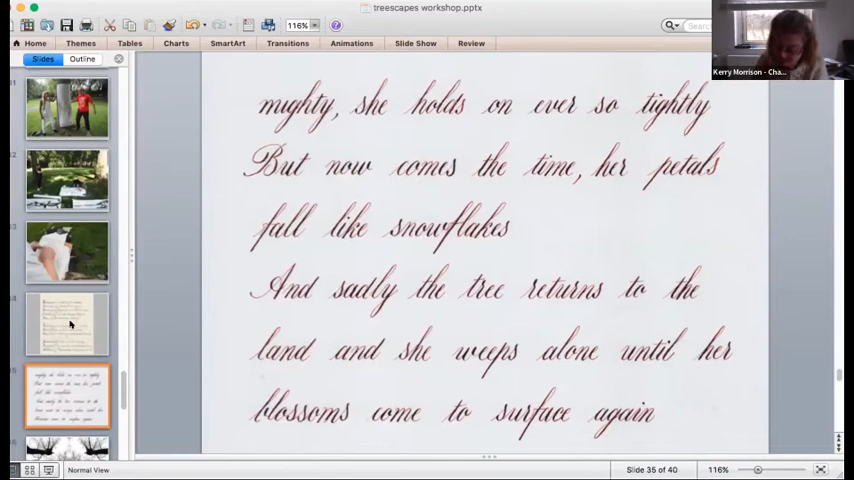 treescapes workshop.pptx
116%
Search
Home Themes Tables Charts SmartArt Transitions Animations Slide Show Review
Kerry Morrison - Cha...
Slides Outline
mighty, she holds on ever so tightly
But now comes the time, her petals
fall like snowflakes
And sadly the tree returns to the
land and she weeps alone until her
blossoms come to surface again
Normal View
Slide 35 of 40
116%